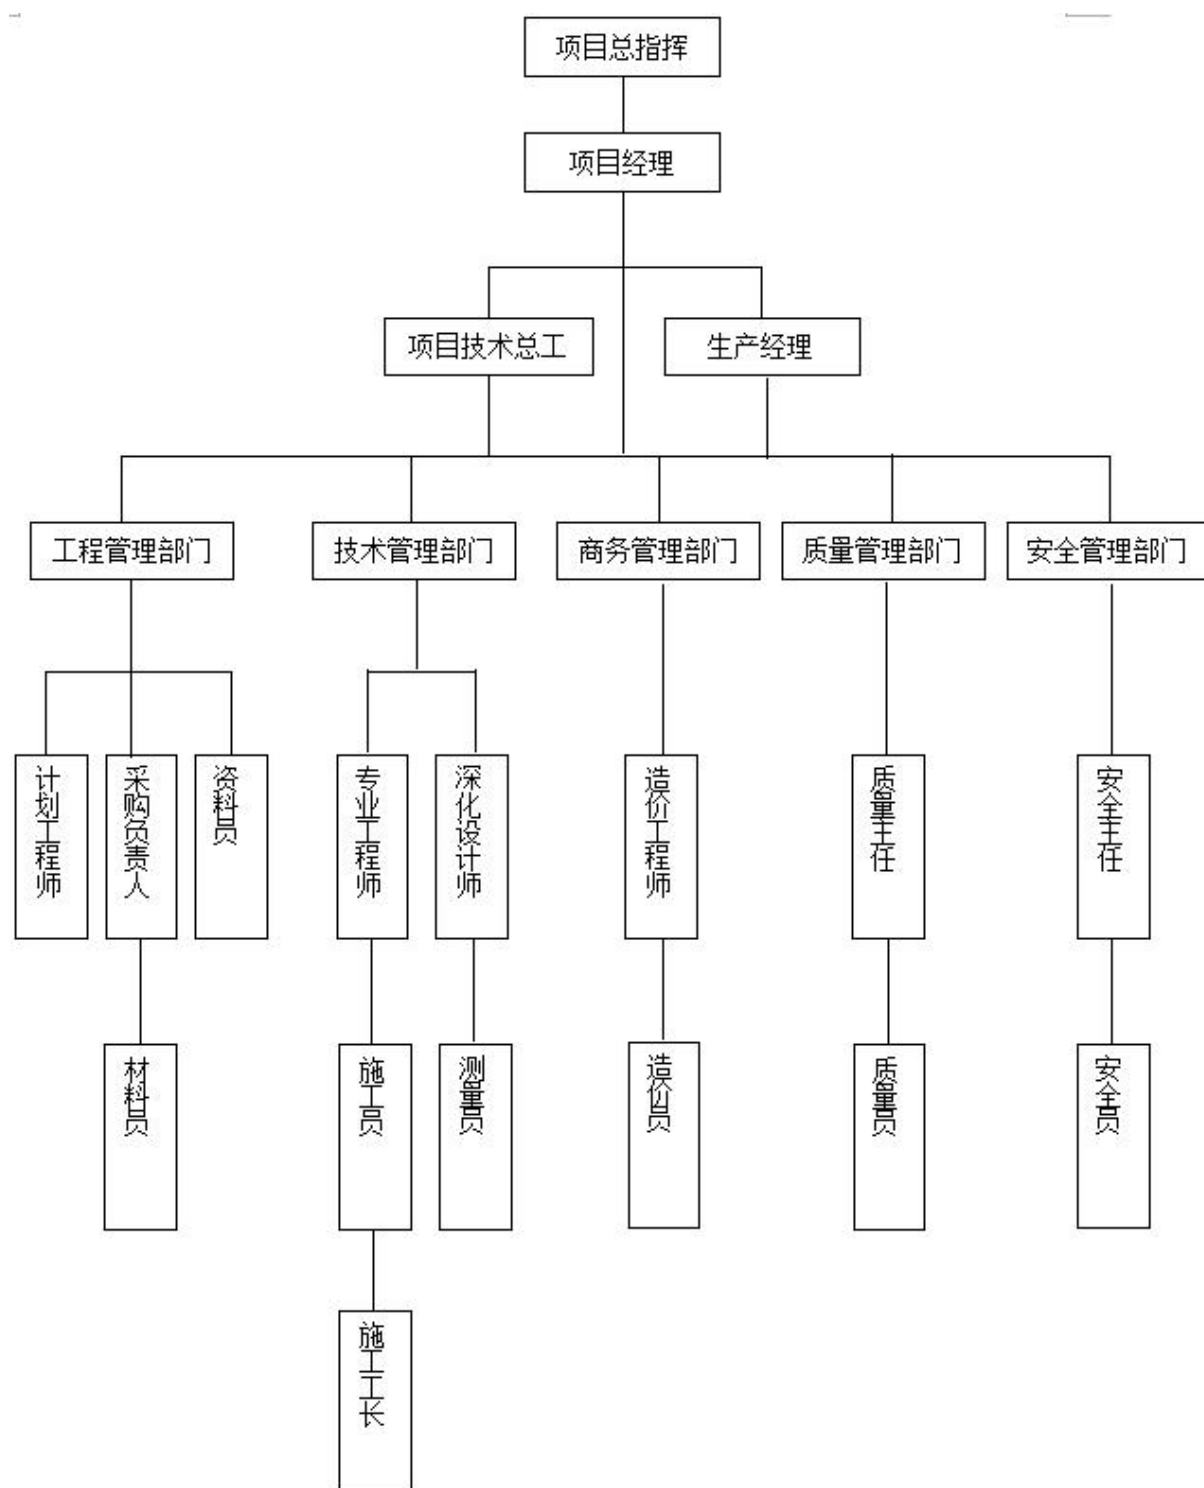 项目总指挥
项目经理
项目技术总工
生产经理
工程管理部门
技术管理部门
商务管理部门
质量管理部门
安全管理部门
计划工程师
采购负责人
资料员
专业工程师
深化设计师
造价工程师
质量主任
安全主任
材料员
施工员
测量员
造价员
质量员
安全员
施工工长